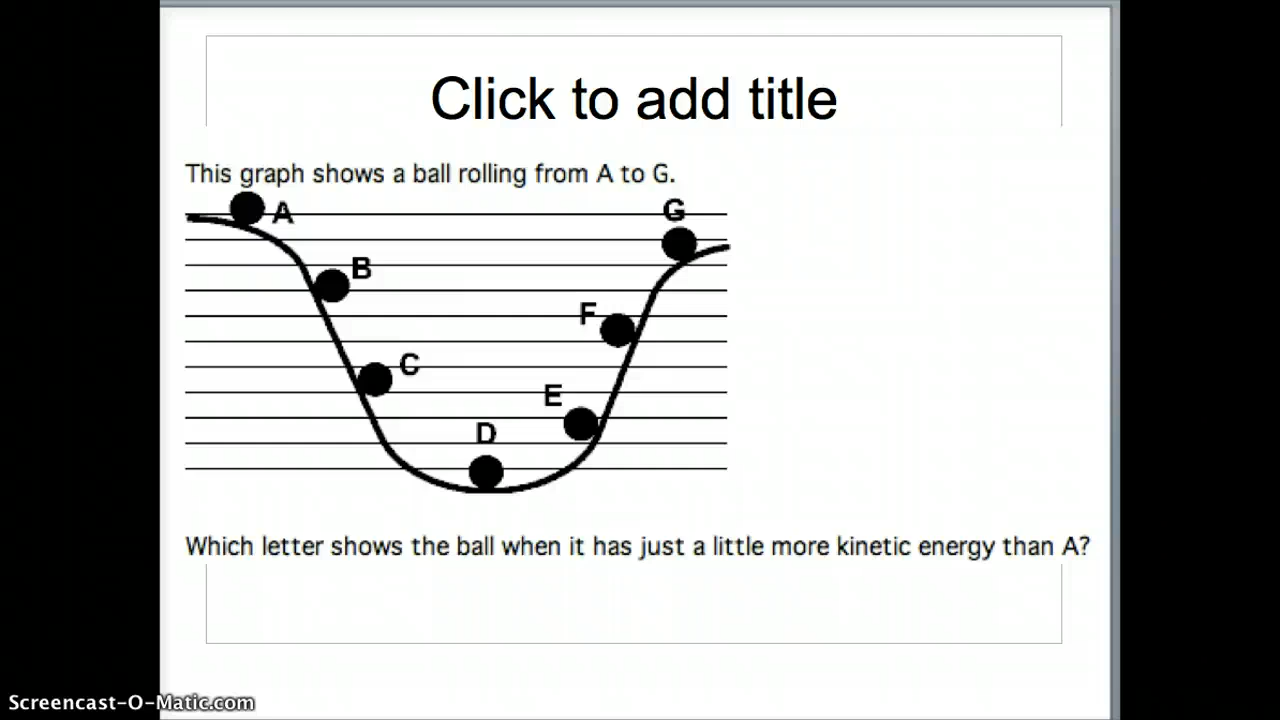 Click to add title
This graph shows a ball rolling from A to G.
A
G
B
F
C
E
D
Which letter shows the ball when it has just a little more kinetic energy than A?
Screencast-O-Matic.com